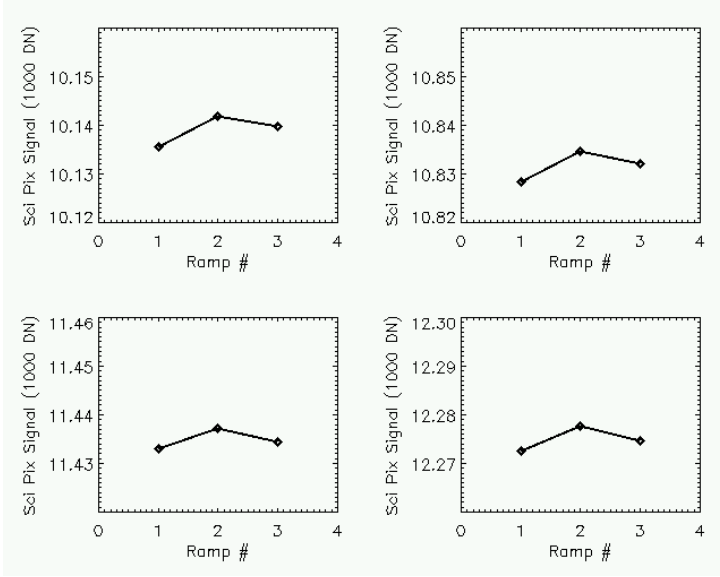 Sci Pix Signal (1000 DN)
10.15
10.14
10.13
10.12
0 1 2 3 4
Ramp #
Sci Pix Signal (1000 DN)
10.85
10.84
10.83
10.82
0 1 2 3 4
Ramp #
Sci Pix Signal (1000 DN)
11.46
11.45
11.44
11.43
0 1 2 3 4
Ramp #
Sci Pix Signal (1000 DN)
12.30
12.29
12.28
12.27
0 1 2 3 4
Ramp #